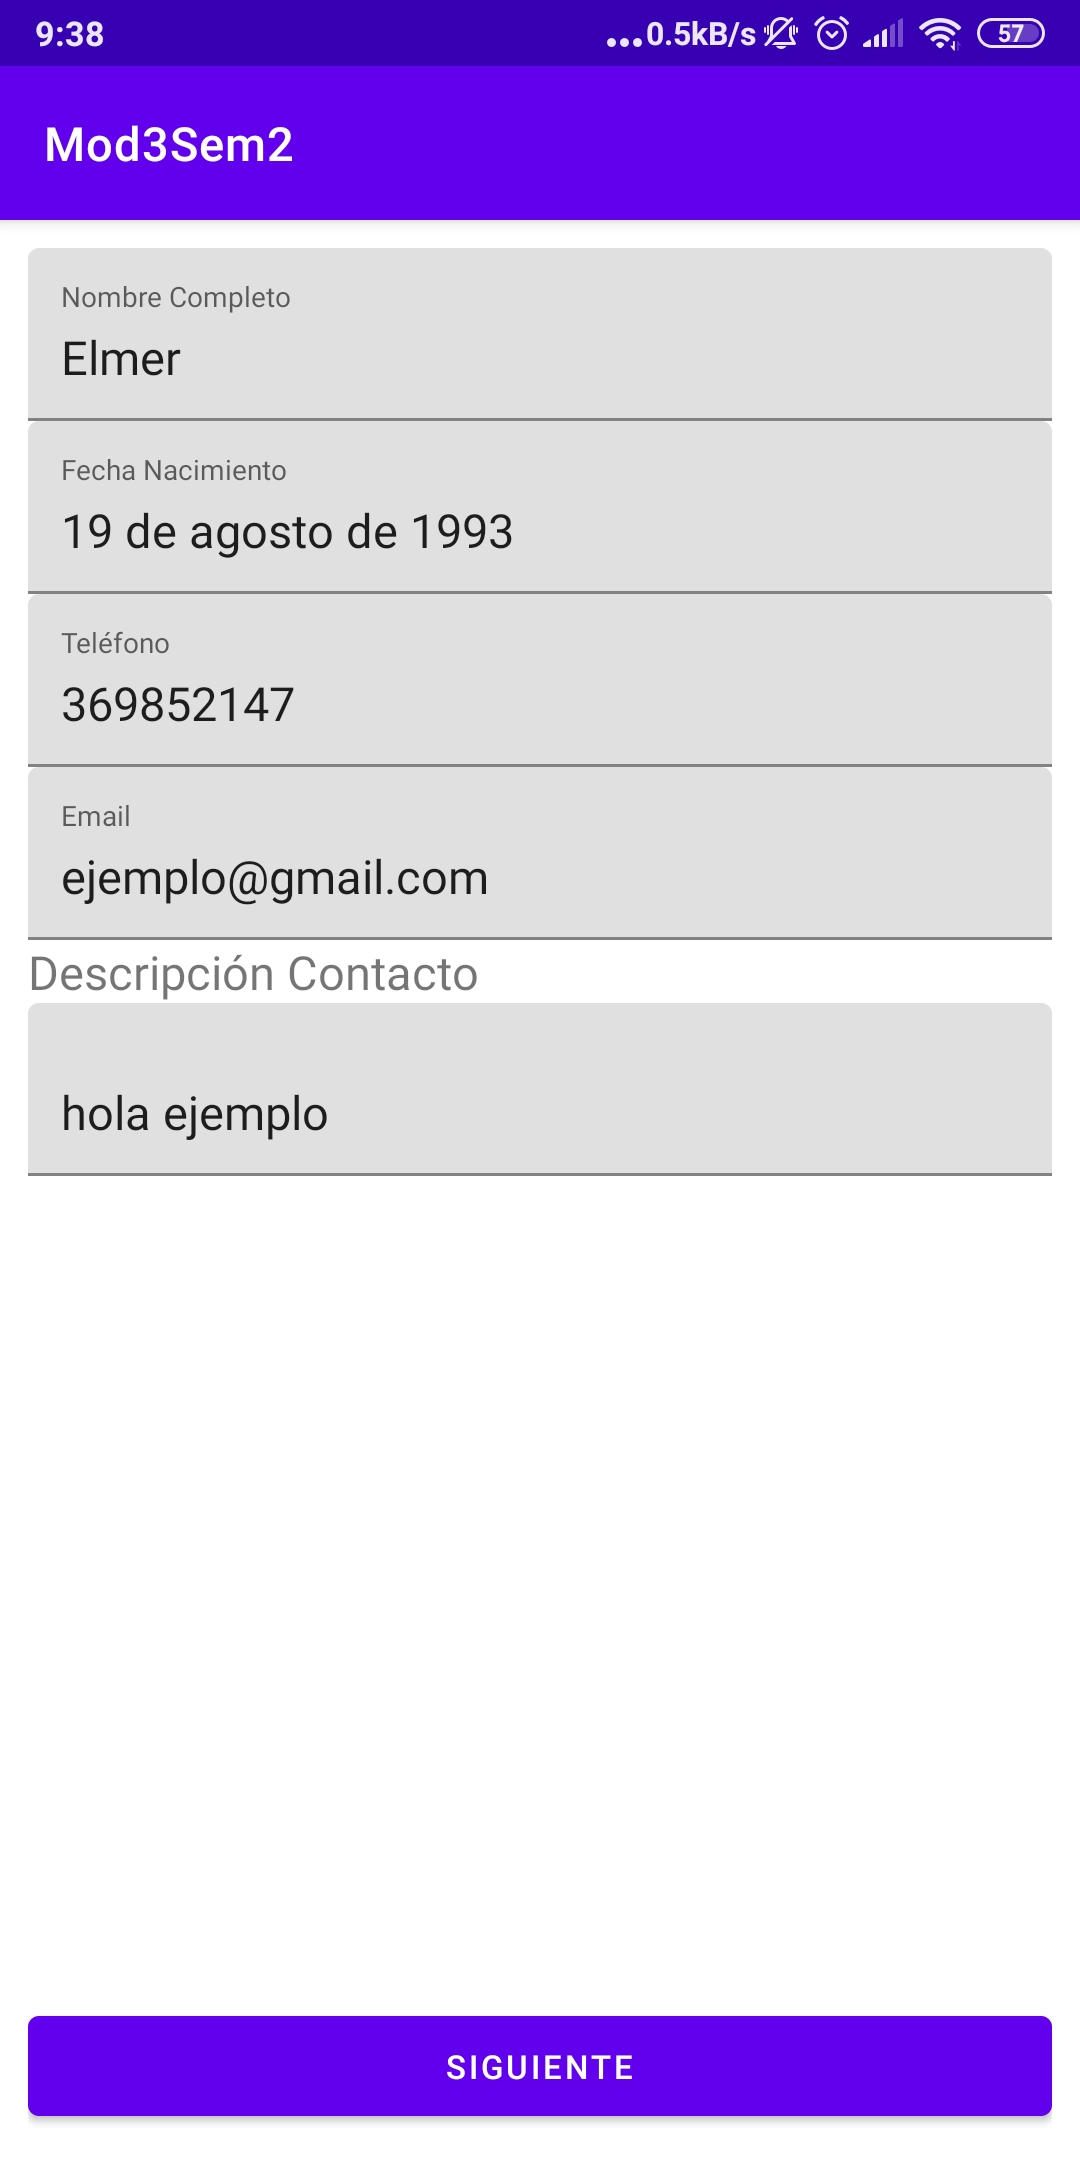 9:38
...0.5kB/s 57
Mod3Sem2
Nombre Completo
Elmer
Fecha Nacimiento
19 de agosto de 1993
Teléfono
369852147
Email
ejemplo@gmail.com
Descripción Contacto
hola ejemplo
SIGUIENTE